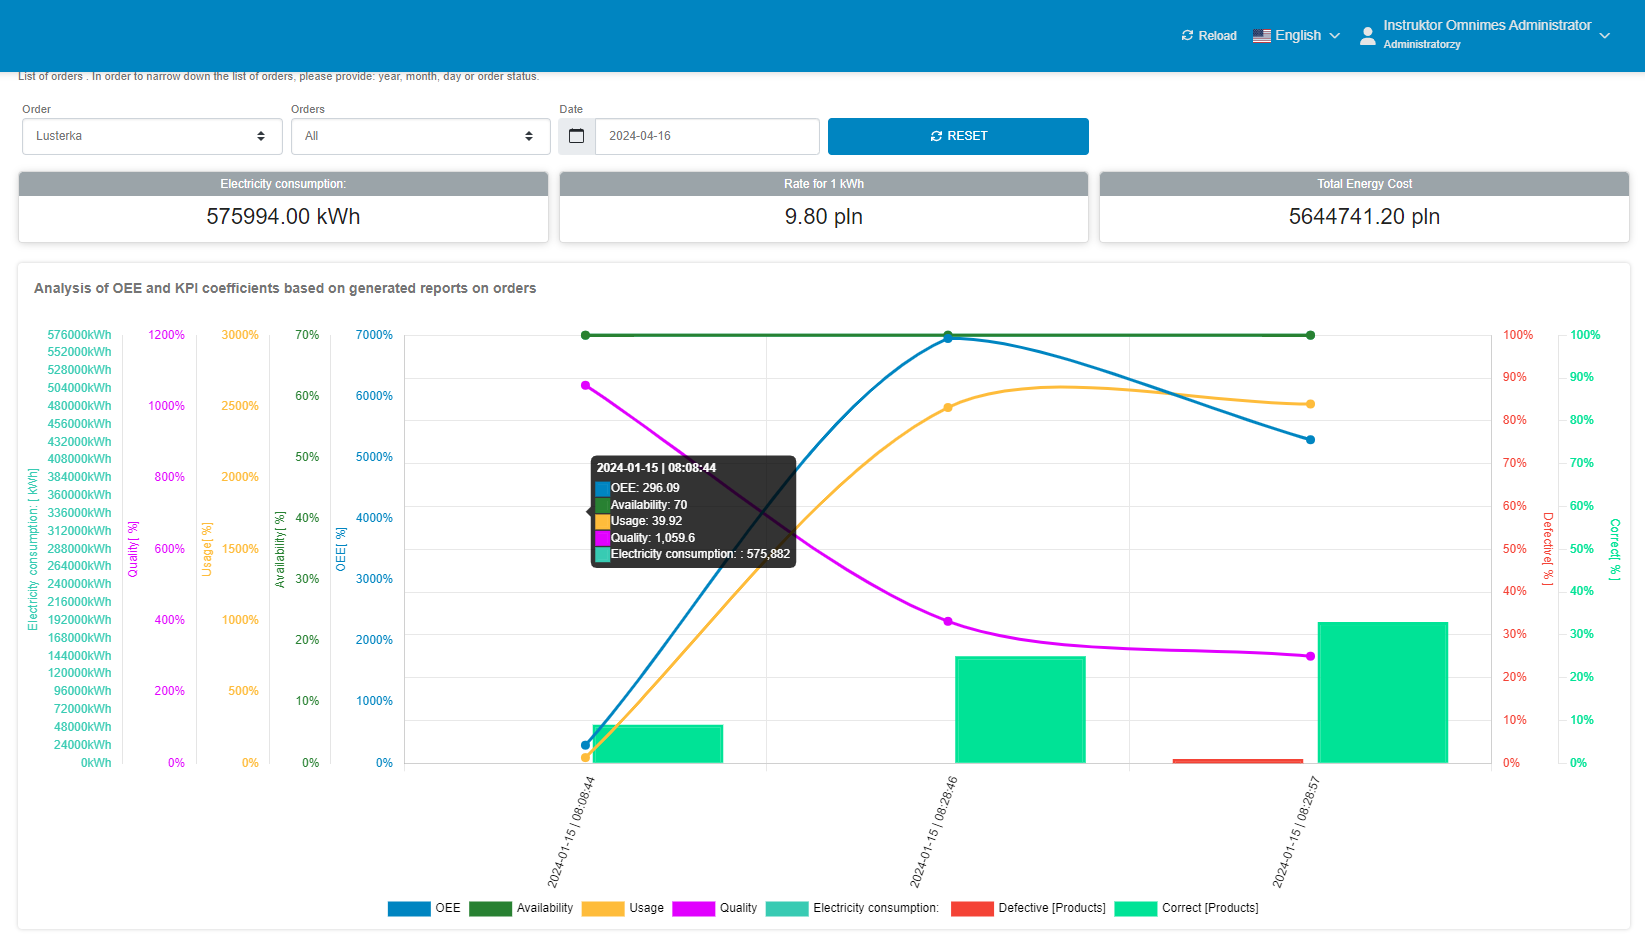 Reload
English
Instruktor Omnimes Administrator
Administratorzy
List of orders . In order to narrow down the list of orders, please provide: year, month, day or order status.
Order
Orders
Date
Lusterka
All
2024-04-16
RESET
Electricity consumption:
575994.00 kWh
Rate for 1 kWh
9.80 pln
Total Energy Cost
5644741.20 pln
Analysis of OEE and KPI coefficients based on generated reports on orders
Electricity consumption: [ kWh]
576000kWh
552000kWh
528000kWh
504000kWh
480000kWh
456000kWh
432000kWh
408000kWh
384000kWh
360000kWh
336000kWh
312000kWh
288000kWh
264000kWh
240000kWh
216000kWh
192000kWh
168000kWh
144000kWh
120000kWh
96000kWh
72000kWh
48000kWh
24000kWh
0kWh
Quality[ %]
1200%
1000%
800%
600%
400%
200%
0%
Usage[ %]
3000%
2500%
2000%
1500%
1000%
500%
0%
Availability[ %]
70%
60%
50%
40%
30%
20%
10%
0%
OEE[ %]
7000%
6000%
5000%
4000%
3000%
2000%
1000%
0%
2024-01-15 | 08:08:44
OEE: 296.09
Availability: 70
Usage: 39.92
Quality: 1,059.6
Electricity consumption: : 575,882
100%
90%
80%
70%
60%
50%
40%
30%
20%
10%
0%
Defective[ % ]
100%
90%
80%
70%
60%
50%
40%
30%
20%
10%
0%
Correct[ % ]
2024-01-15 | 08:08:44
2024-01-15 | 08:28:46
2024-01-15 | 08:28:57
OEE
Availability
Usage
Quality
Electricity consumption:
Defective [Products]
Correct [Products]